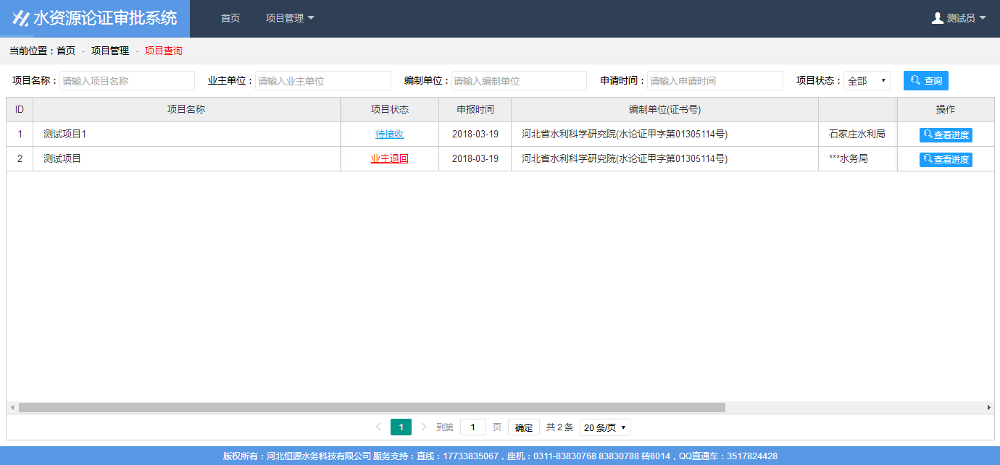 水资源论证审批系统 首页 项目管理 测试员
当前位置：首页 - 项目管理 - 项目查询
项目名称： 请输入项目名称 业主单位： 请输入业主单位 编制单位： 请输入编制单位 申请时间： 请输入申请时间 项目状态： 全部 查询
ID 项目名称 项目状态 申报时间 编制单位(证书号) 操作
1 测试项目1 待接收 2018-03-19 河北省水利科学研究院(水论证甲字第01305114号) 石家庄水利局 查看进度
2 测试项目 业主退回 2018-03-19 河北省水利科学研究院(水论证甲字第01305114号) ***水务局 查看进度
1 到第 1 页 确定 共 2 条 20 条/页
版权所有：河北恒源水务科技有限公司 服务支持：直线：17733835067，座机：0311-83830768 83830788 转8014，QQ直通车：3517824428